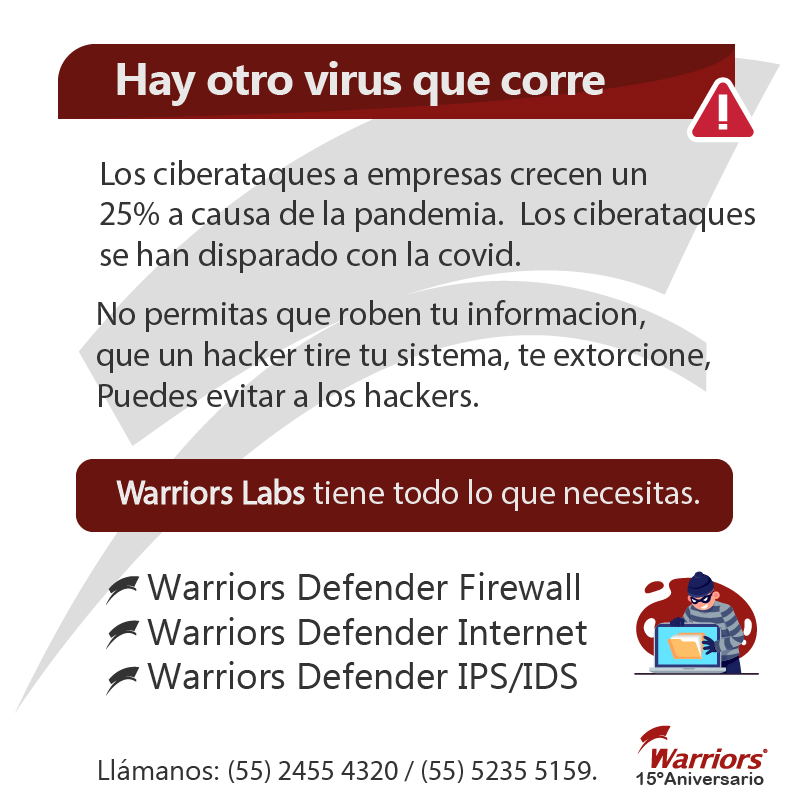 Hay otro virus que corre
Los ciberataques a empresas crecen un
25% a causa de la pandemia. Los ciberataques
se han disparado con la covid.
No permitas que roben tu informacion,
que un hacker tire tu sistema, te extorcione,
Puedes evitar a los hackers.
Warriors Labs tiene todo lo que necesitas.
Warriors Defender Firewall
Warriors Defender Internet
Warriors Defender IPS/IDS
Llámanos: (55) 2455 4320 / (55) 5235 5159.
Warriors®
15°Aniversario